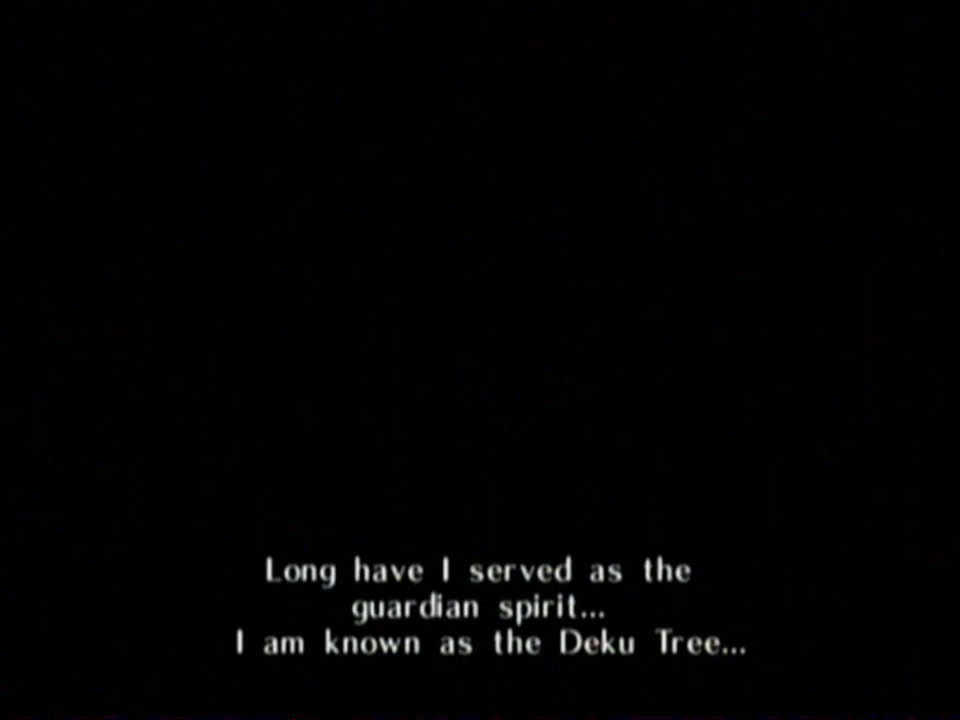 Long have I served as the
guardian spirit...
I am known as the Deku Tree...